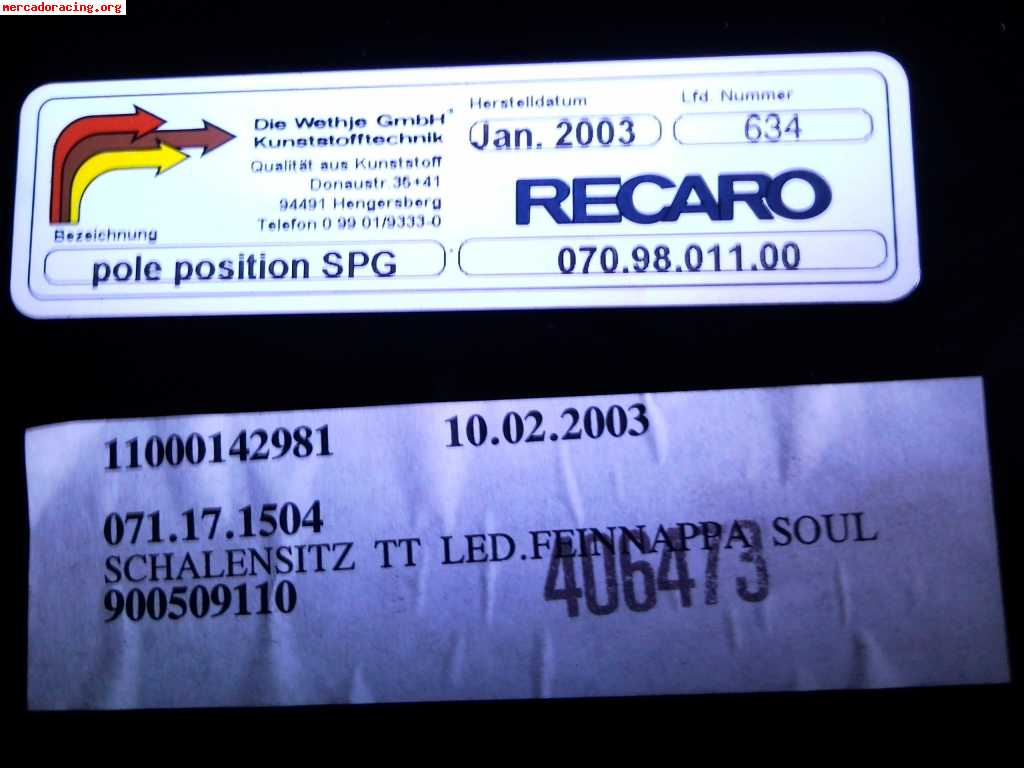 mercadoracing.org
Die Wethje GmbH
Kunststofftechnik
Qualität aus Kunststoff
Donaustr.35+41
94491 Hengersberg
Telefon 0 99 01/9333-0
Herstelldatum
Jan. 2003
Lfd. Nummer
634
RECARO
Bezeichnung
pole position SPG
070.98.011.00
11000142981 10.02.2003
071.17.1504
SCHALENSITZ TT LED.FEINNAPPA SOUL
900509110
406473